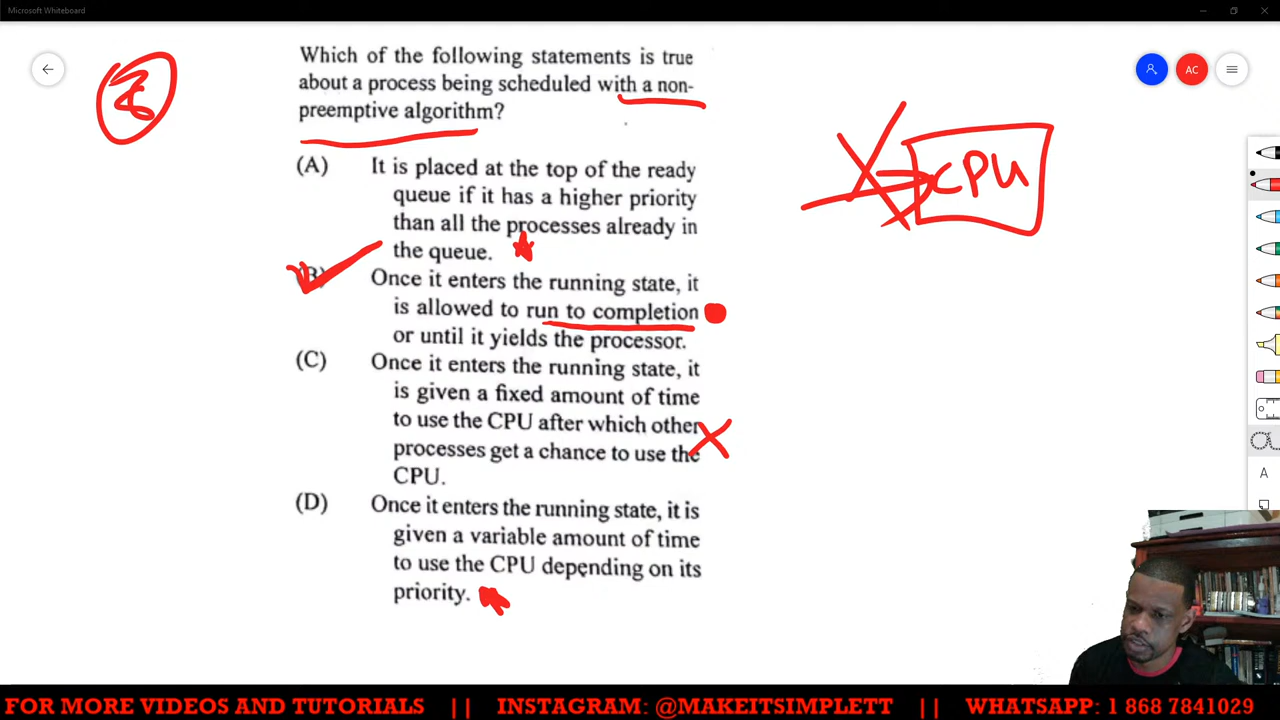 Microsoft Whiteboard
Which of the following statements is true
about a process being scheduled with a non-
preemptive algorithm?
(A) It is placed at the top of the ready
queue if it has a higher priority
than all the processes already in
the queue.
(B) Once it enters the running state, it
is allowed to run to completion
or until it yields the processor.
(C) Once it enters the running state, it
is given a fixed amount of time
to use the CPU after which other
processes get a chance to use the
CPU.
(D) Once it enters the running state, it is
given a variable amount of time
to use the CPU depending on its
priority.
CPU
AC
A
FOR MORE VIDEOS AND TUTORIALS || INSTAGRAM: @MAKEITSIMPLETT || WHATSAPP: 1 868 7841029